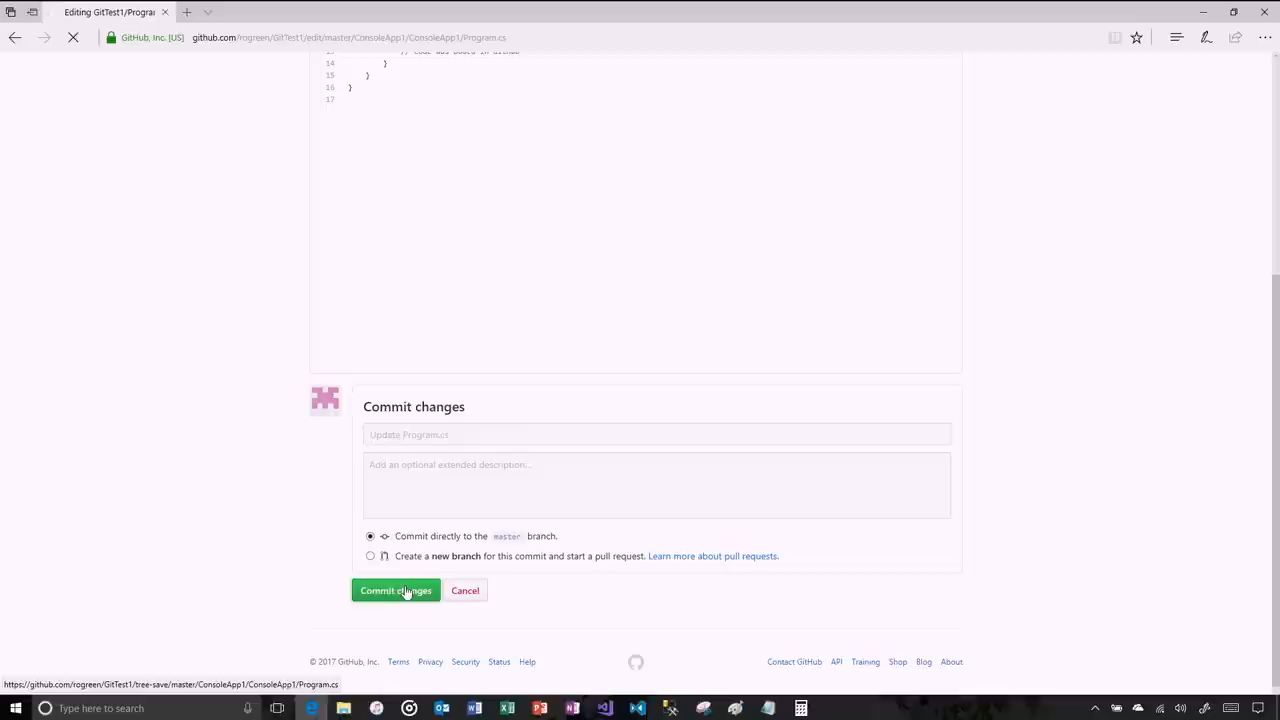 Editing GitTest1/Progra
GitHub, Inc. [US]
github.com/rogreen/GitTest1/edit/master/ConsoleApp1/ConsoleApp1/Program.cs
14 }
15 }
16 }
17
Commit changes
Update Program.cs
Add an optional extended description...
Commit directly to the master branch.
Create a new branch for this commit and start a pull request. Learn more about pull requests.
Commit changes Cancel
© 2017 GitHub, Inc. Terms Privacy Security Status Help
Contact GitHub API Training Shop Blog About
https://github.com/rogreen/GitTest1/tree-save/master/ConsoleApp1/ConsoleApp1/Program.cs
Type here to search